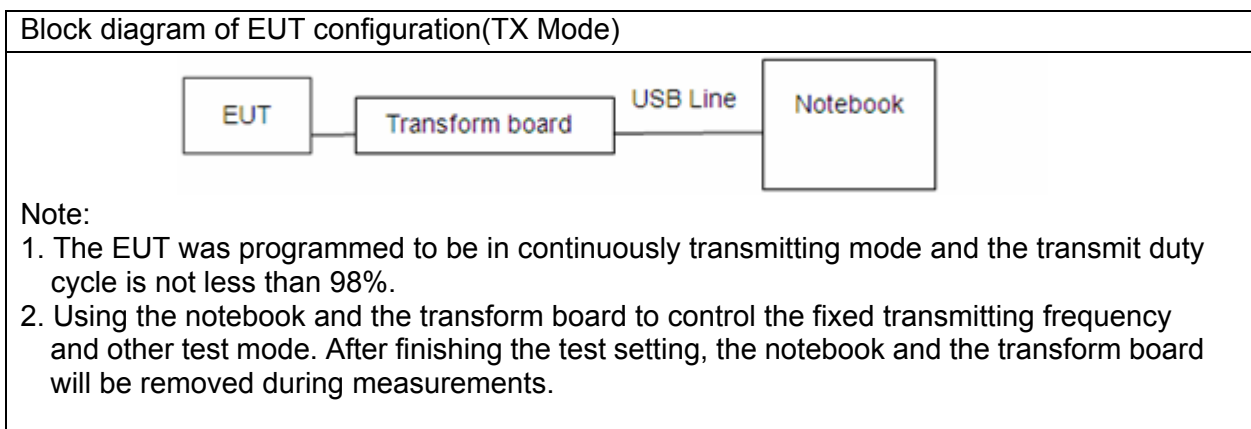 Block diagram of EUT configuration(TX Mode)
EUT
Transform board
USB Line
Notebook
Note:
1. The EUT was programmed to be in continuously transmitting mode and the transmit duty
cycle is not less than 98%.
2. Using the notebook and the transform board to control the fixed transmitting frequency
and other test mode. After finishing the test setting, the notebook and the transform board
will be removed during measurements.